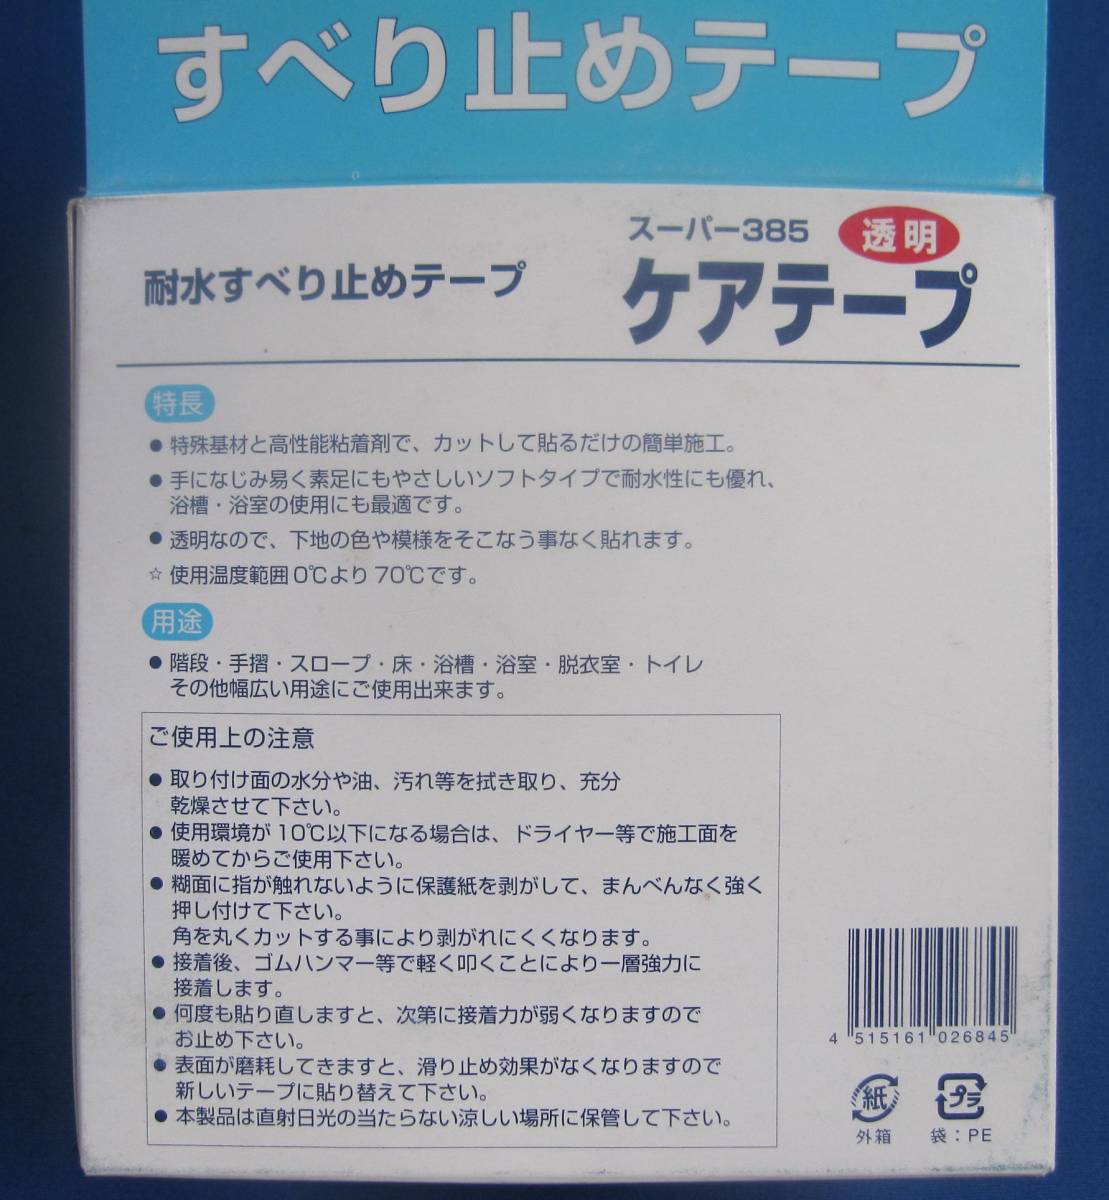 すべり止めテープ
スーパー385 透明
耐水すべり止めテープ ケアテープ
特長
● 特殊基材と高性能粘着剤で、カットして貼るだけの簡単施工。
● 手になじみ易く素足にもやさしいソフトタイプで耐水性にも優れ、
浴槽・浴室の使用にも最適です。
● 透明なので、下地の色や模様をそこなう事なく貼れます。
☆ 使用温度範囲0℃より70℃です。
用途
● 階段・手摺・スロープ・床・浴槽・浴室・脱衣室・トイレ
その他幅広い用途にご使用出来ます。
ご使用上の注意
● 取り付け面の水分や油、汚れ等を拭き取り、充分
乾燥させて下さい。
● 使用環境が10℃以下になる場合は、ドライヤー等で施工面を
暖めてからご使用下さい。
● 糊面に指が触れないように保護紙を剥がして、まんべんなく強く
押し付けて下さい。
角を丸くカットする事により剥がれにくくなります。
● 接着後、ゴムハンマー等で軽く叩くことにより一層強力に
接着します。
● 何度も貼り直しますと、次第に接着力が弱くなりますので
お止め下さい。
● 表面が磨耗してきますと、滑り止め効果がなくなりますので
新しいテープに貼り替えて下さい。
● 本製品は直射日光の当たらない涼しい場所に保管して下さい。
4 515161 026845
紙 プラ
外箱 袋：PE